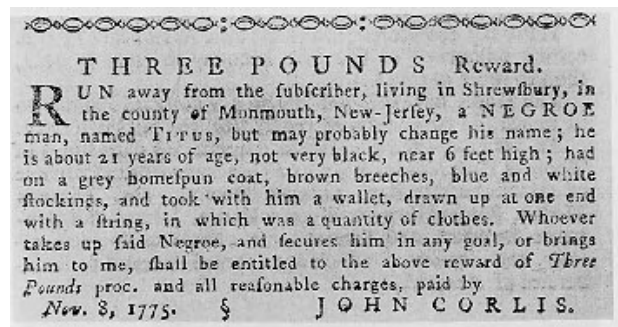 THREE POUNDS Reward.
RUN away from the ſubſcriber, living in Shrewſbury, in
the county of Monmouth, New-Jerſey, a NEGROE
man, named TITUS, but may probably change his name; he
is about 21 years of age, not very black, near 6 feet high; had
on a grey homeſpun coat, brown breeches, blue and white
ſtockings, and took with him a wallet, drawn up at one end
with a ſtring, in which was a quantity of clothes. Whoever
takes up ſaid Negroe, and ſecures him in any goal, or brings
him to me, ſhall be entitled to the above reward of Three
Pounds proc. and all reaſonable charges, paid by
Nov. 8, 1775. § JOHN CORLIS.